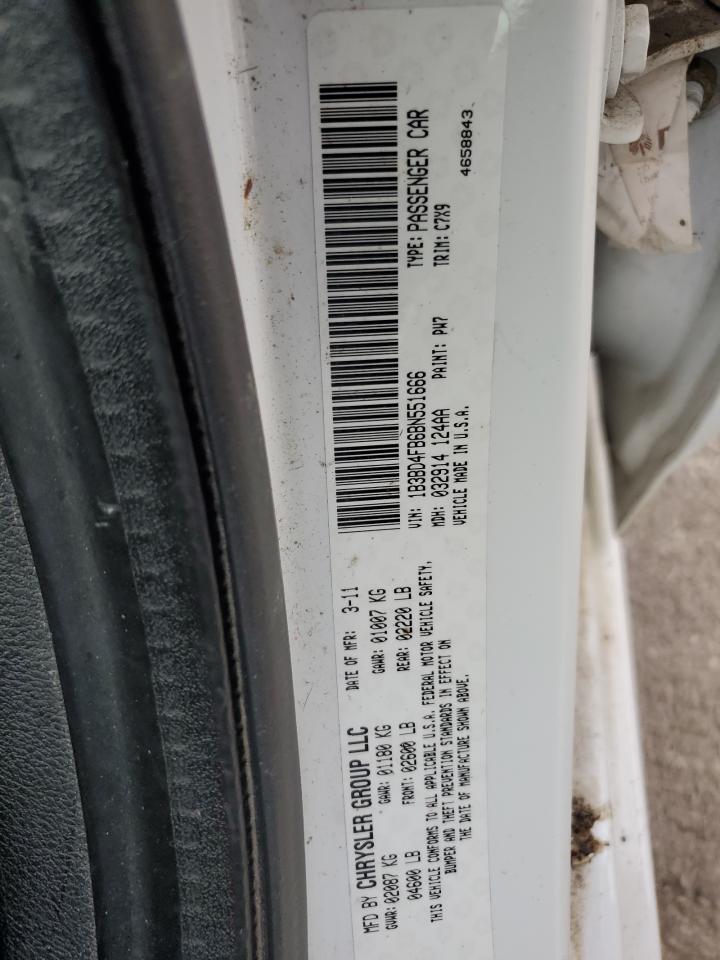 MFD BY CHRYSLER GROUP LLC
DATE OF MFR: 3-11
GVWR: 02087 KG
GAWR: 01180 KG
GAWR: 01007 KG
04600 LB
FRONT: 02600 LB
REAR: 02220 LB
THIS VEHICLE CONFORMS TO ALL APPLICABLE U.S.A. FEDERAL MOTOR VEHICLE SAFETY,
BUMPER AND THEFT PREVENTION STANDARDS IN EFFECT ON
THE DATE OF MANUFACTURE SHOWN ABOVE.
VIN: 1B3BD4FB6BN551666
TYPE: PASSENGER CAR
MDH: 032914 124AA
PAINT: PW7
TRIM: C7X9
VEHICLE MADE IN U.S.A.
4658843